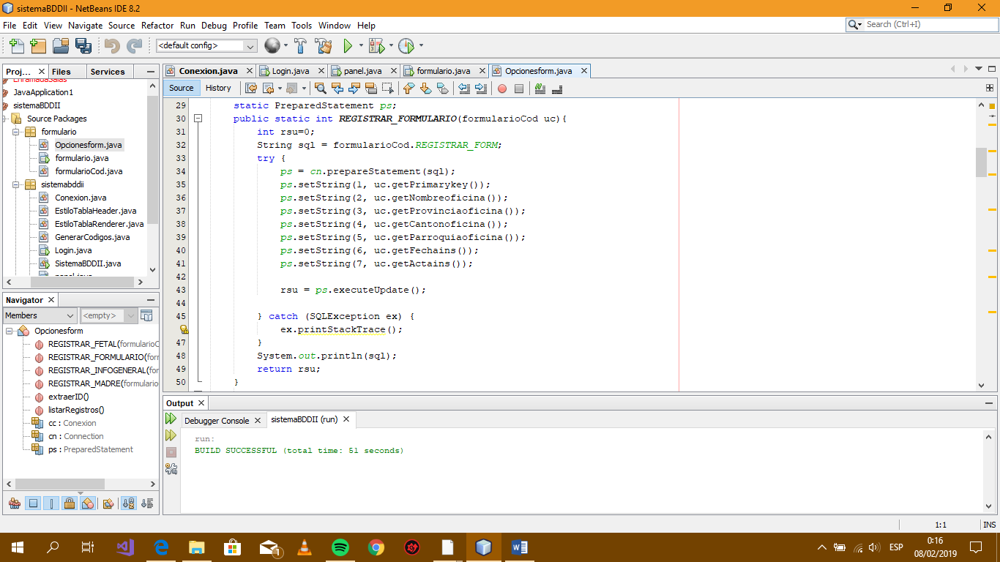 sistemaBDDII - NetBeans IDE 8.2
File Edit View Navigate Source Refactor Run Debug Profile Team Tools Window Help
Search (Ctrl+I)
<default config>
Proj... Files Services
EnramadaSalas
JavaApplication1
sistemaBDDII
Source Packages
formulario
Opcionesform.java
formulario.java
formularioCod.java
sistemabddii
Conexion.java
EstiloTablaHeader.java
EstiloTablaRenderer.java
GenerarCodigos.java
Login.java
SistemaBDDII.java
panel.java
Navigator
Members <empty>
Opcionesform
REGISTRAR_FETAL(formularioC
REGISTRAR_FORMULARIO(forr
REGISTRAR_INFOGENERAL(for
REGISTRAR_MADRE(formulario
extraerID()
listarRegistros()
cc : Conexion
cn : Connection
ps : PreparedStatement
Conexion.java Login.java panel.java formulario.java Opcionesform.java
Source History
29 static PreparedStatement ps;
30 public static int REGISTRAR_FORMULARIO(formularioCod uc){
31 int rsu=0;
32 String sql = formularioCod.REGISTRAR_FORM;
33 try {
34 ps = cn.prepareStatement(sql);
35 ps.setString(1, uc.getPrimarykey());
36 ps.setString(2, uc.getNombreoficina());
37 ps.setString(3, uc.getProvinciaoficina());
38 ps.setString(4, uc.getCantonoficina());
39 ps.setString(5, uc.getParroquiaoficina());
40 ps.setString(6, uc.getFechains());
41 ps.setString(7, uc.getActains());
42
43 rsu = ps.executeUpdate();
44
45 } catch (SQLException ex) {
ex.printStackTrace();
47 }
48 System.out.println(sql);
49 return rsu;
50 }
Output
Debugger Console sistemaBDDII (run)
run:
BUILD SUCCESSFUL (total time: 51 seconds)
1:1 INS
1
ESP
0:16
08/02/2019